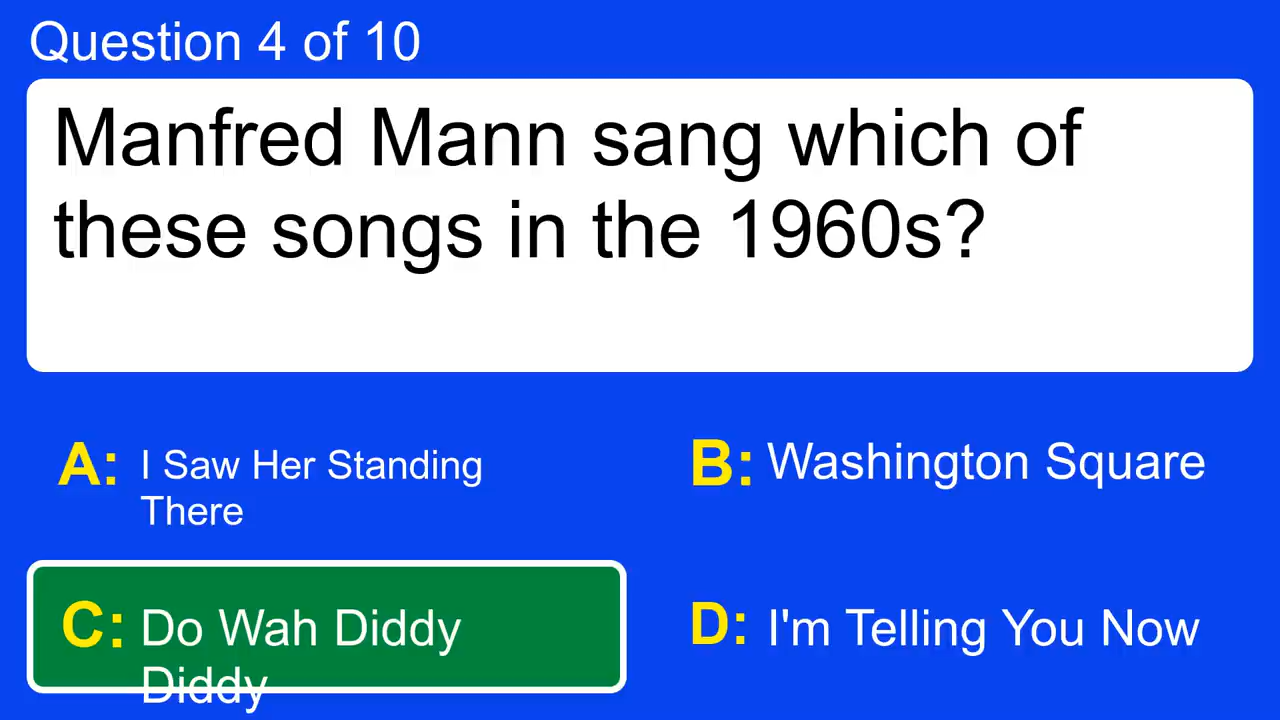 Question 4 of 10
Manfred Mann sang which of
these songs in the 1960s?
A: I Saw Her Standing
There
B: Washington Square
C: Do Wah Diddy
Diddy
D: I'm Telling You Now